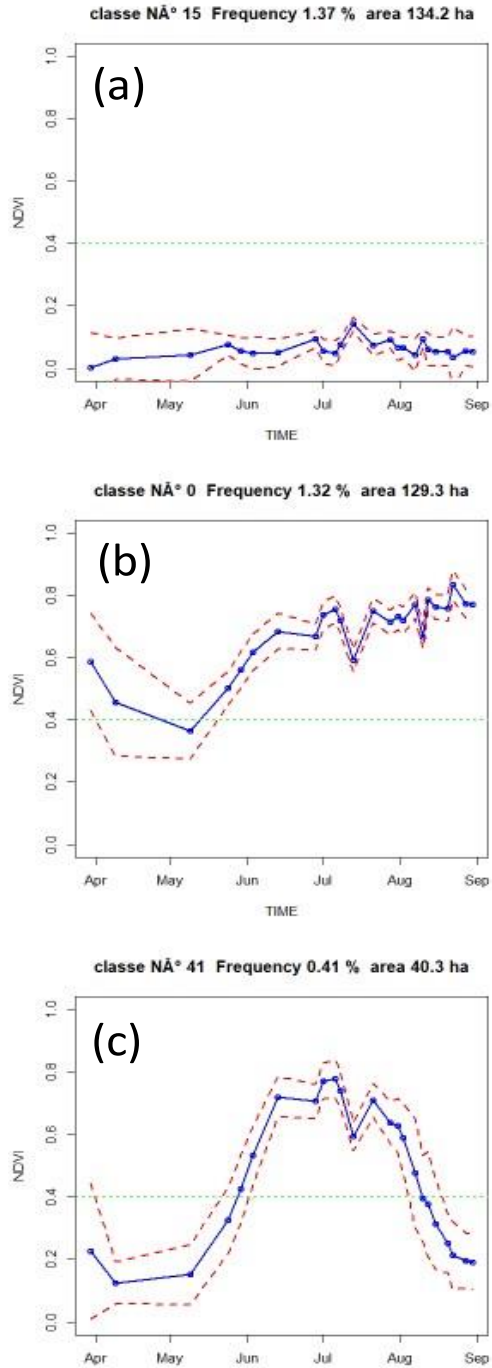 classe NÂº 15 Frequency 1.37 % area 134.2 ha
(a)
NDVI
1.0
0.8
0.6
0.4
0.2
0.0
Apr May Jun Jul Aug Sep
TIME
classe NÂº 0 Frequency 1.32 % area 129.3 ha
(b)
NDVI
1.0
0.8
0.6
0.4
0.2
0.0
Apr May Jun Jul Aug Sep
TIME
classe NÂº 41 Frequency 0.41 % area 40.3 ha
(c)
NDVI
1.0
0.8
0.6
0.4
0.2
0.0
Apr May Jun Jul Aug Sep